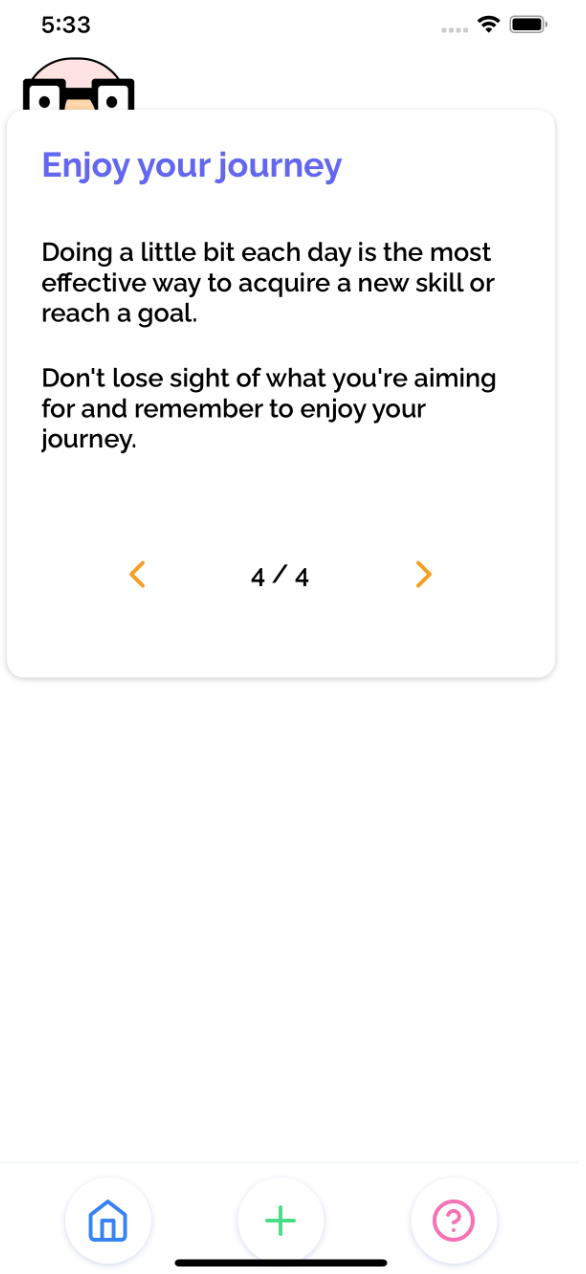 5:33
Enjoy your journey
Doing a little bit each day is the most
effective way to acquire a new skill or
reach a goal.
Don't lose sight of what you're aiming
for and remember to enjoy your
journey.
4 / 4